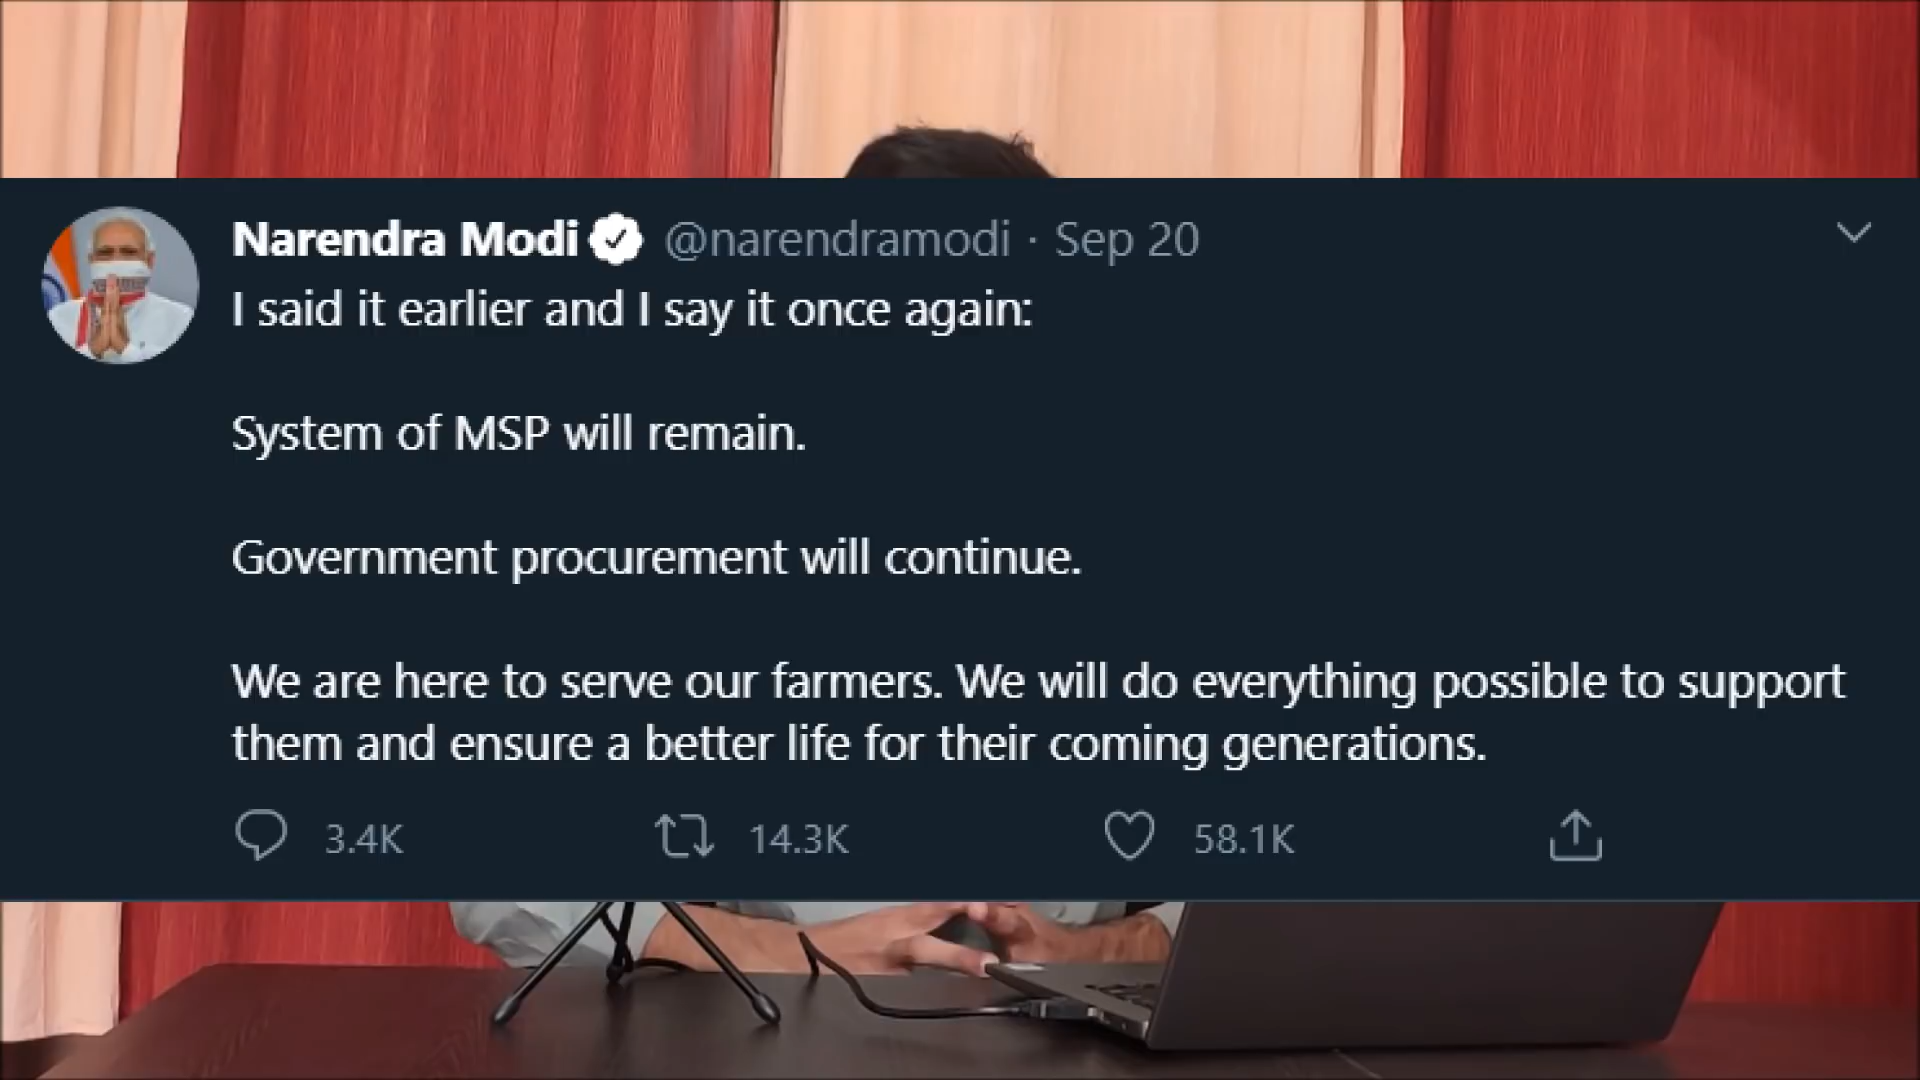 Narendra Modi @narendramodi · Sep 20
I said it earlier and I say it once again:
System of MSP will remain.
Government procurement will continue.
We are here to serve our farmers. We will do everything possible to support
them and ensure a better life for their coming generations.
3.4K 14.3K 58.1K